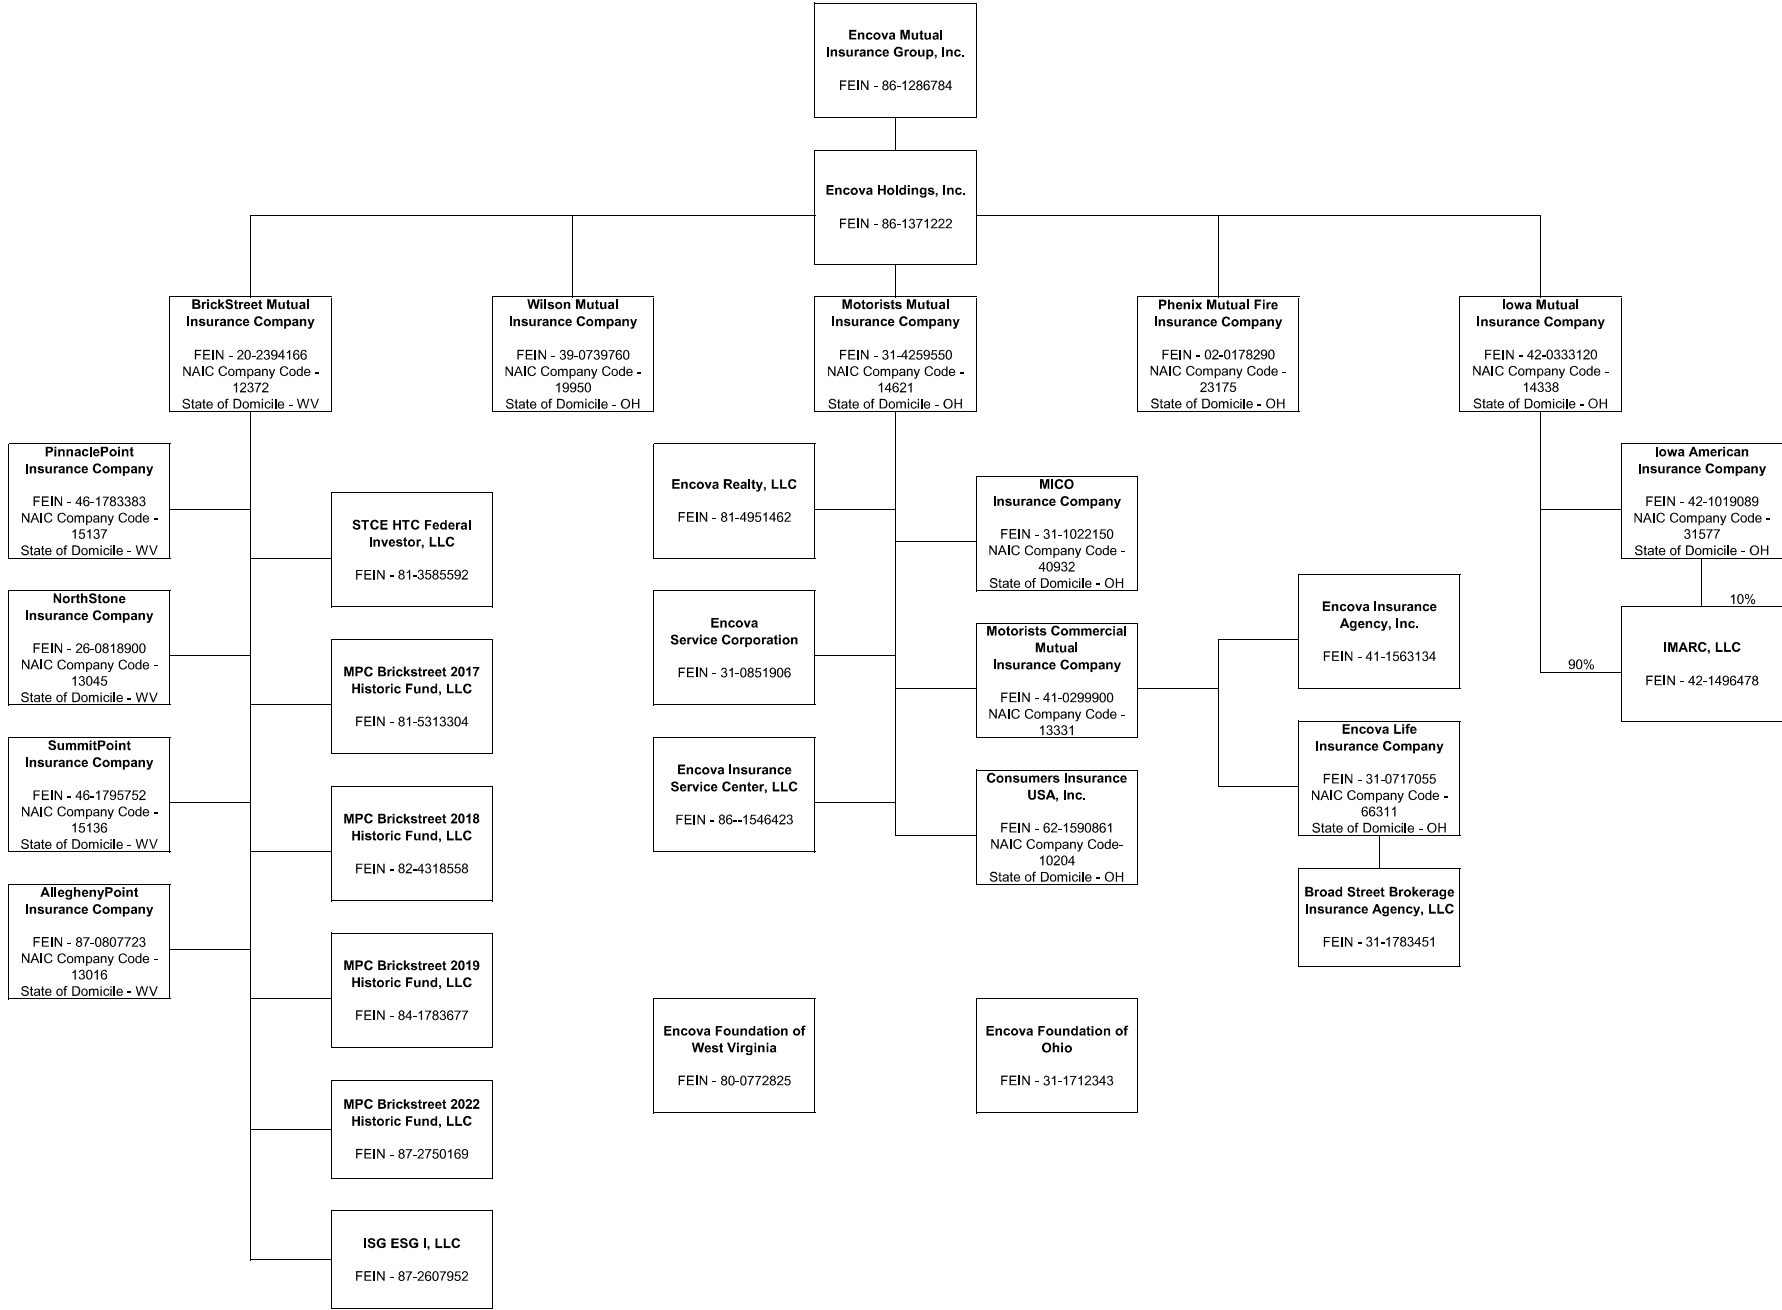 Encova Mutual
Insurance Group, Inc.
FEIN - 86-1286784
Encova Holdings, Inc.
FEIN - 86-1371222
BrickStreet Mutual
Insurance Company
FEIN - 20-2394166
NAIC Company Code -
12372
State of Domicile - WV
Wilson Mutual
Insurance Company
FEIN - 39-0739760
NAIC Company Code -
19950
State of Domicile - OH
Motorists Mutual
Insurance Company
FEIN - 31-4259550
NAIC Company Code -
14621
State of Domicile - OH
Phenix Mutual Fire
Insurance Company
FEIN - 02-0178290
NAIC Company Code -
23175
State of Domicile - OH
Iowa Mutual
Insurance Company
FEIN - 42-0333120
NAIC Company Code -
14338
State of Domicile - OH
PinnaclePoint
Insurance Company
FEIN - 46-1783383
NAIC Company Code -
15137
State of Domicile - WV
NorthStone
Insurance Company
FEIN - 26-0818900
NAIC Company Code -
13045
State of Domicile - WV
SummitPoint
Insurance Company
FEIN - 46-1795752
NAIC Company Code -
15136
State of Domicile - WV
AlleghenyPoint
Insurance Company
FEIN - 87-0807723
NAIC Company Code -
13016
State of Domicile - WV
STCE HTC Federal
Investor, LLC
FEIN - 81-3585592
MPC Brickstreet 2017
Historic Fund, LLC
FEIN - 81-5313304
MPC Brickstreet 2018
Historic Fund, LLC
FEIN - 82-4318558
MPC Brickstreet 2019
Historic Fund, LLC
FEIN - 84-1783677
MPC Brickstreet 2022
Historic Fund, LLC
FEIN - 87-2750169
ISG ESG I, LLC
FEIN - 87-2607952
Encova Realty, LLC
FEIN - 81-4951462
Encova
Service Corporation
FEIN - 31-0851906
Encova Insurance
Service Center, LLC
FEIN - 86--1546423
MICO
Insurance Company
FEIN - 31-1022150
NAIC Company Code -
40932
State of Domicile - OH
Motorists Commercial
Mutual
Insurance Company
FEIN - 41-0299900
NAIC Company Code -
13331
Consumers Insurance
USA, Inc.
FEIN - 62-1590861
NAIC Company Code-
10204
State of Domicile - OH
Encova Insurance
Agency, Inc.
FEIN - 41-1563134
Encova Life
Insurance Company
FEIN - 31-0717055
NAIC Company Code -
66311
State of Domicile - OH
Broad Street Brokerage
Insurance Agency, LLC
FEIN - 31-1783451
Iowa American
Insurance Company
FEIN - 42-1019089
NAIC Company Code -
31577
State of Domicile - OH
10%
90%
IMARC, LLC
FEIN - 42-1496478
Encova Foundation of
West Virginia
FEIN - 80-0772825
Encova Foundation of
Ohio
FEIN - 31-1712343